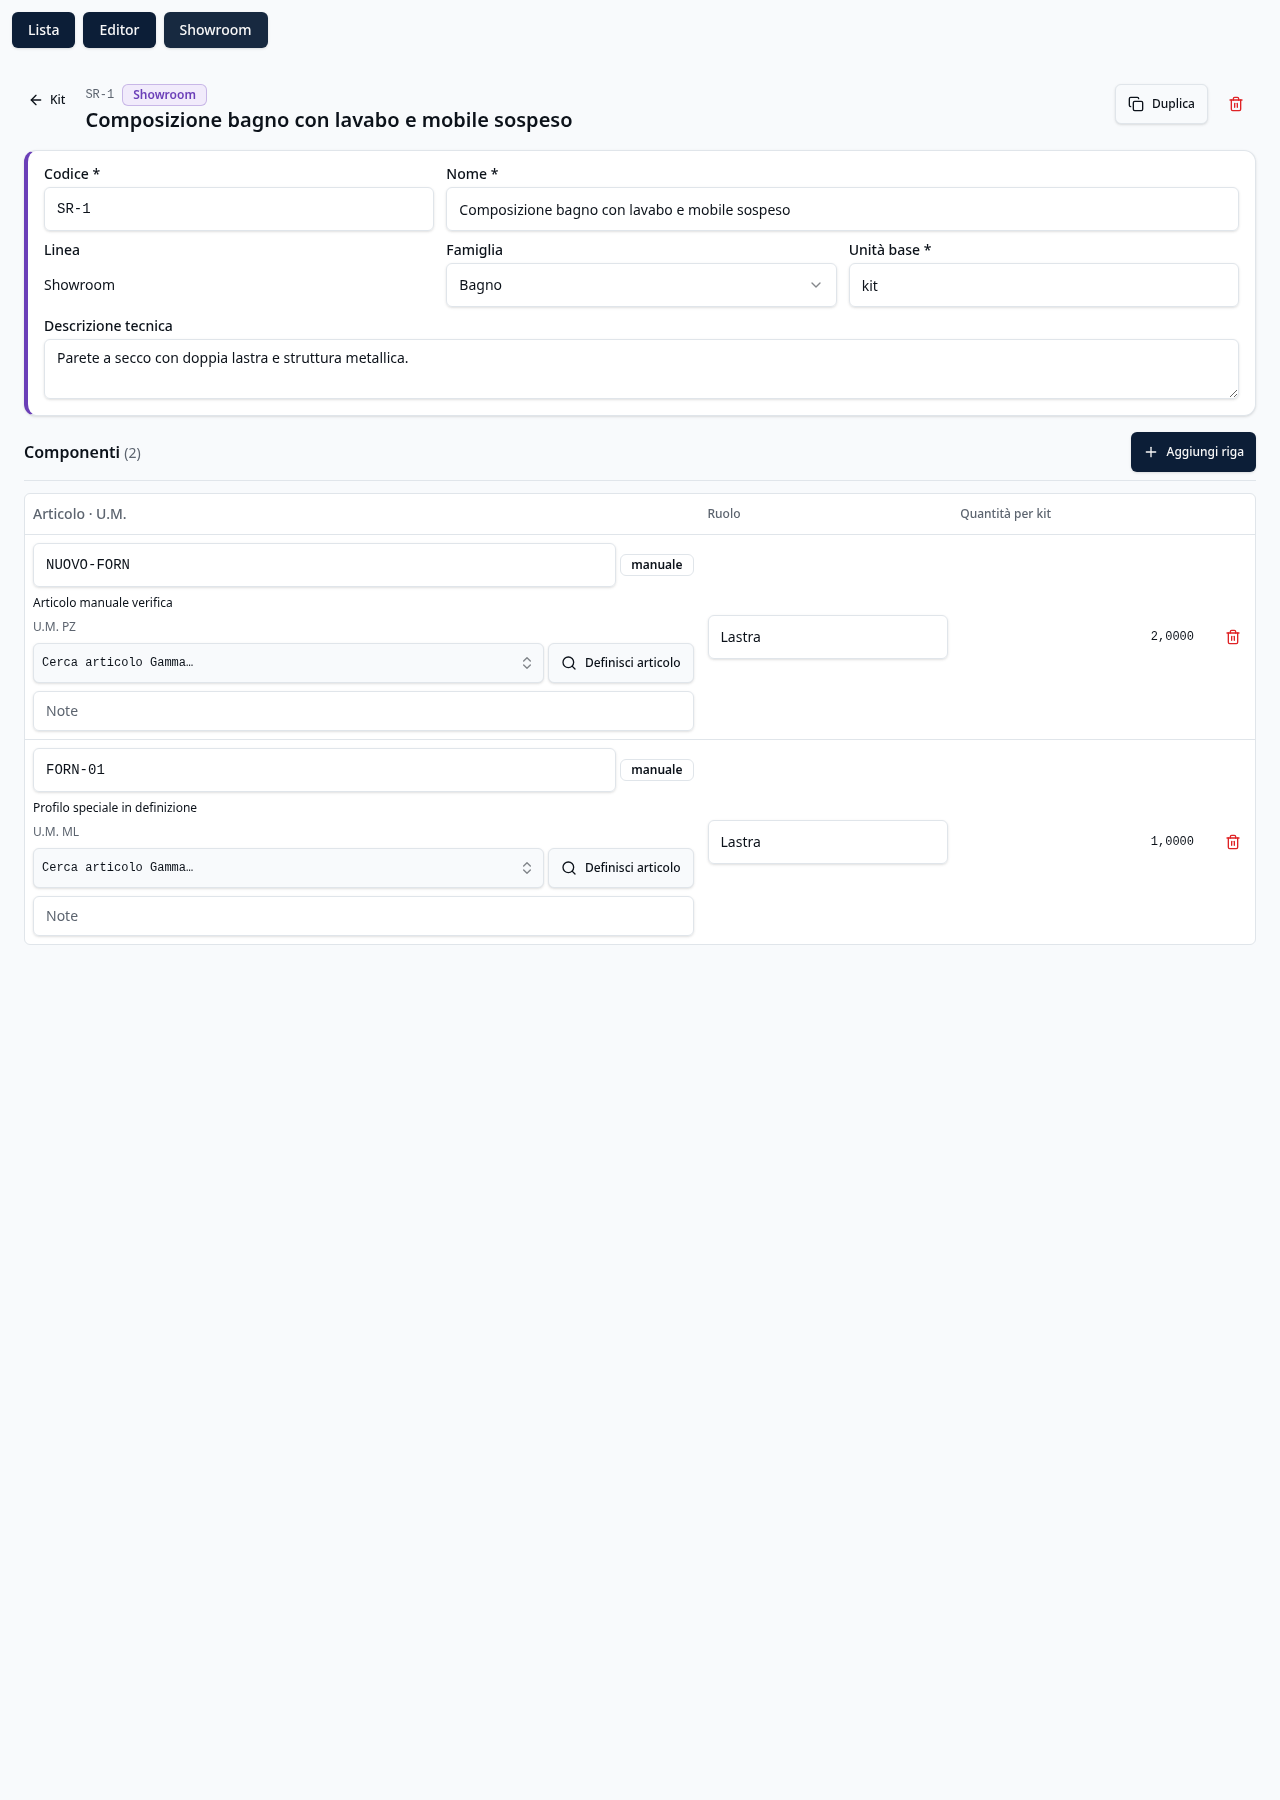 Lista Editor Showroom
Kit SR-1 Showroom Duplica
Composizione bagno con lavabo e mobile sospeso
Codice * Nome *
SR-1 Composizione bagno con lavabo e mobile sospeso
Linea Famiglia Unità base *
Showroom Bagno kit
Descrizione tecnica
Parete a secco con doppia lastra e struttura metallica.
Componenti (2) Aggiungi riga
Articolo · U.M. Ruolo Quantità per kit
NUOVO-FORN manuale
Articolo manuale verifica
U.M. PZ
Lastra 2,0000
Cerca articolo Gamma… Definisci articolo
Note
FORN-01 manuale
Profilo speciale in definizione
U.M. ML
Lastra 1,0000
Cerca articolo Gamma… Definisci articolo
Note